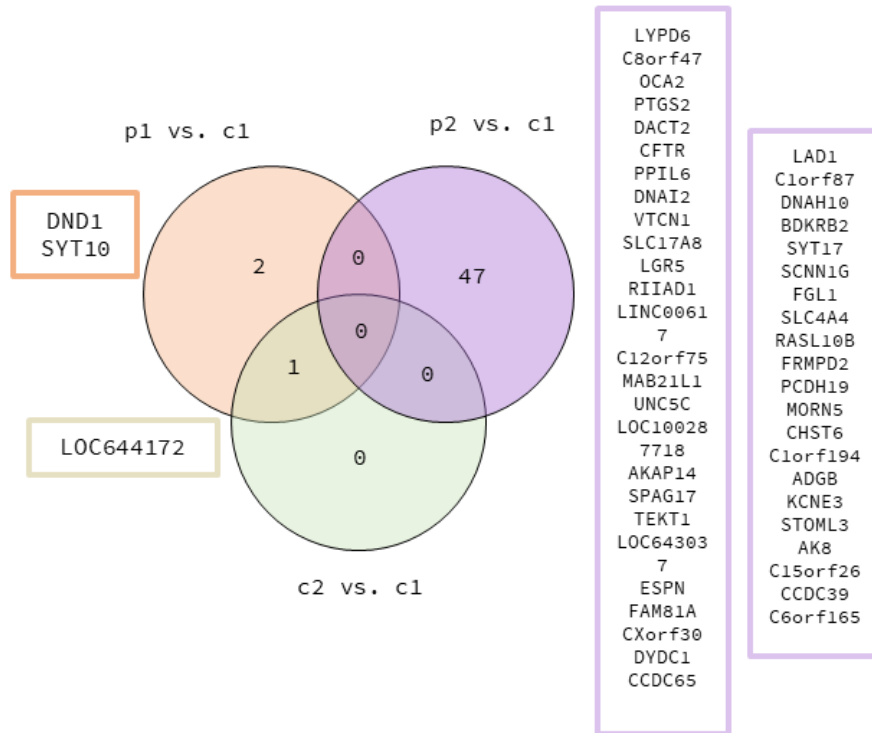 p1 vs. c1
p2 vs. c1
DND1
SYT10
2
0
47
0
1
0
LOC644172
0
c2 vs. c1
LYPD6
C8orf47
OCA2
PTGS2
DACT2
CFTR
PPIL6
DNAI2
VTCN1
SLC17A8
LGR5
RIIAD1
LINC0061
7
C12orf75
MAB21L1
UNC5C
LOC10028
7718
AKAP14
SPAG17
TEKT1
LOC64303
7
ESPN
FAM81A
CXorf30
DYDC1
CCDC65
LAD1
C1orf87
DNAH10
BDKRB2
SYT17
SCNN1G
FGL1
SLC4A4
RASL10B
FRMPD2
PCDH19
MORN5
CHST6
C1orf194
ADGB
KCNE3
STOML3
AK8
C15orf26
CCDC39
C6orf165